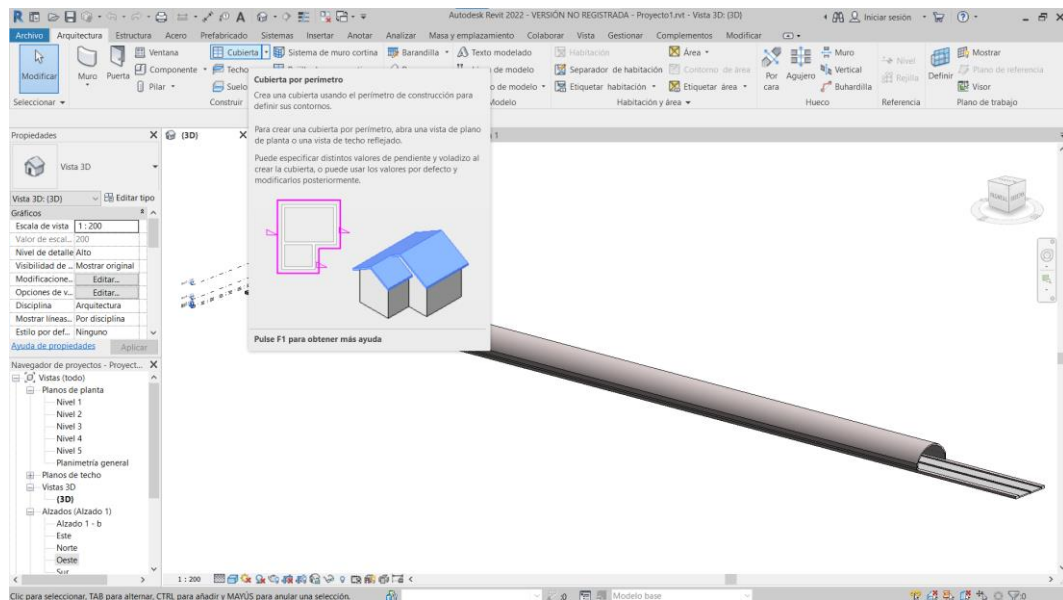 Autodesk Revit 2022 - VERSIÓN NO REGISTRADA - Proyecto1.rvt - Vista 3D: {3D}
Iniciar sesión
Archivo Arquitectura Estructura Acero Prefabricado Sistemas Insertar Anotar Analizar Masa y emplazamiento Colaborar Vista Gestionar Complementos Modificar
Modificar
Muro
Puerta
Ventana
Componente
Pilar
Cubierta
Techo
Suelo
Sistema de muro cortina
Barandilla
Texto modelado
de modelo
o de modelo
Habitación
Separador de habitación
Etiquetar habitación
Área
Contorno de área
Etiquetar área
Por cara
Agujero
Muro
Vertical
Buhardilla
Nivel
Rejilla
Definir
Mostrar
Plano de referencia
Visor
Seleccionar
Construir
Modelo
Habitación y área
Hueco
Referencia
Plano de trabajo
Cubierta por perímetro
Crea una cubierta usando el perímetro de construcción para
definir sus contornos.
Para crear una cubierta por perímetro, abra una vista de plano
de planta o una vista de techo reflejado.
Puede especificar distintos valores de pendiente y voladizo al
crear la cubierta, o puede usar los valores por defecto y
modificarlos posteriormente.
Pulse F1 para obtener más ayuda
Propiedades
{3D}
1
Vista 3D
Vista 3D: {3D}
Editar tipo
Gráficos
Escala de vista 1 : 200
Valor de escal... 200
Nivel de detalle Alto
Visibilidad de ... Mostrar original
Modificacione... Editar...
Opciones de v... Editar...
Disciplina Arquitectura
Mostrar líneas... Por disciplina
Estilo por def... Ninguno
Ayuda de propiedades
Aplicar
Navegador de proyectos - Proyect...
Vistas (todo)
Planos de planta
Nivel 1
Nivel 2
Nivel 3
Nivel 4
Nivel 5
Planimetría general
Planos de techo
Vistas 3D
{3D}
Alzados (Alzado 1)
Alzado 1 - b
Este
Norte
Oeste
Sur
1 : 200
Clic para seleccionar, TAB para alternar, CTRL para añadir y MAYÚS para anular una selección.
:0
Modelo base
:0